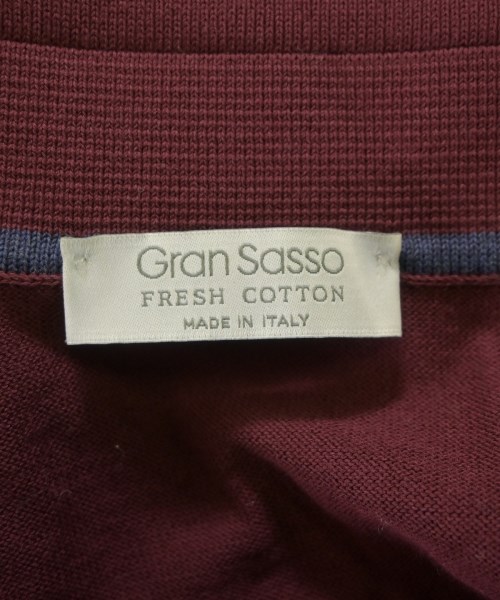 Gran Sasso
FRESH COTTON
MADE IN ITALY